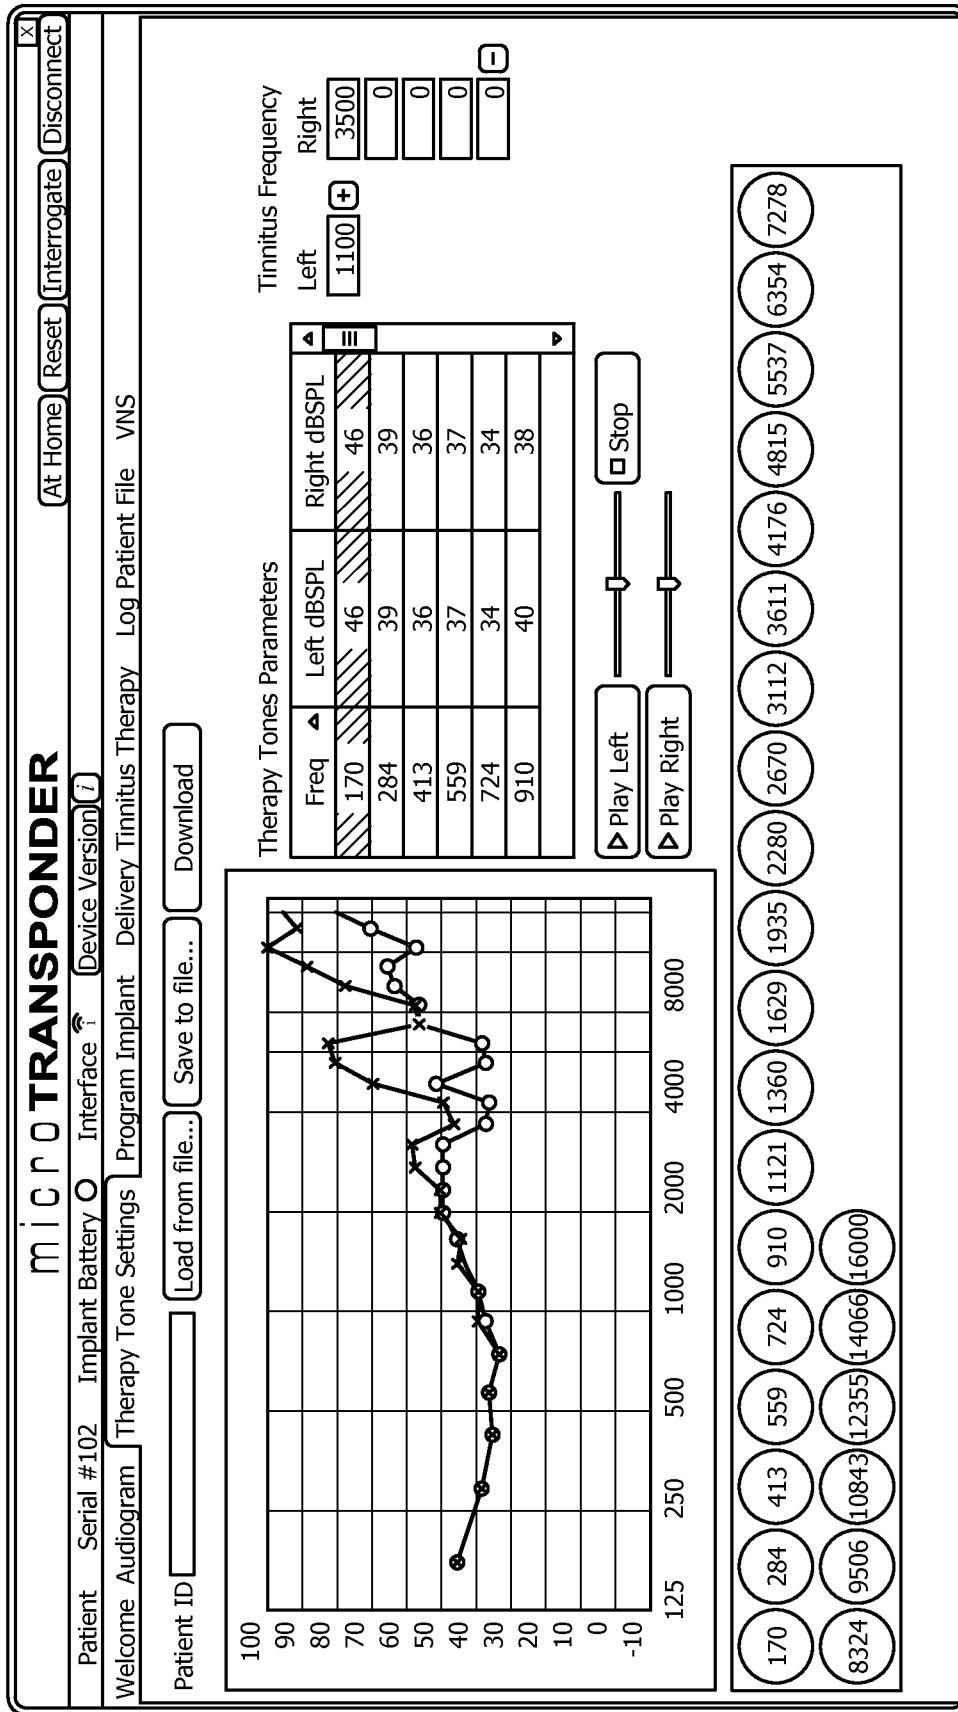 X
micro TRANSPONDER
At Home Reset Interrogate Disconnect
Patient Serial #102 Implant Battery Interface Device Version i
Welcome Audiogram Therapy Tone Settings Program Implant Delivery Tinnitus Therapy Log Patient File VNS
Patient ID Load from file... Save to file... Download
100
90
80
70
60
50
40
30
20
10
0
-10
125 250 500 1000 2000 4000 8000
Therapy Tones Parameters
Freq Left dBSPL Right dBSPL
170 46 46
284 39 39
413 36 36
559 37 37
724 34 34
910 40 38
Play Left Stop
Play Right
Tinnitus Frequency
Left Right
1100 + 3500
0
0
0
0 −
170 284 413 559 724 910 1121 1360 1629 1935 2280 2670 3112 3611 4176 4815 5537 6354 7278
8324 9506 10843 12355 14066 16000